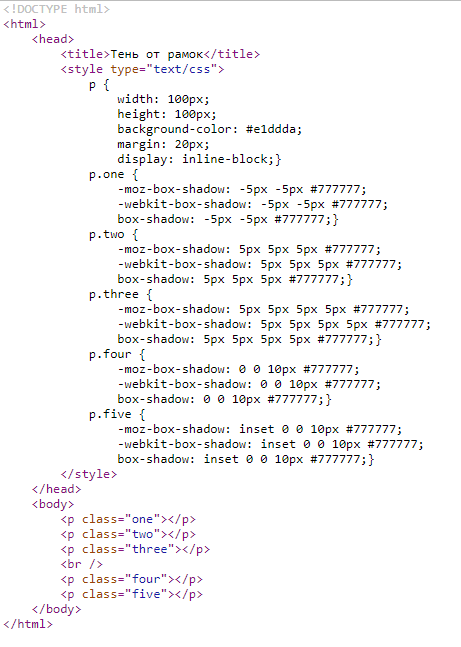 <!DOCTYPE html>
<html>
    <head>
        <title>Тень от рамок</title>
        <style type="text/css">
            p {
                width: 100px;
                height: 100px;
                background-color: #e1ddda;
                margin: 20px;
                display: inline-block;}
            p.one {
                -moz-box-shadow: -5px -5px #777777;
                -webkit-box-shadow: -5px -5px #777777;
                box-shadow: -5px -5px #777777;}
            p.two {
                -moz-box-shadow: 5px 5px 5px #777777;
                -webkit-box-shadow: 5px 5px 5px #777777;
                box-shadow: 5px 5px 5px #777777;}
            p.three {
                -moz-box-shadow: 5px 5px 5px 5px #777777;
                -webkit-box-shadow: 5px 5px 5px 5px #777777;
                box-shadow: 5px 5px 5px 5px #777777;}
            p.four {
                -moz-box-shadow: 0 0 10px #777777;
                -webkit-box-shadow: 0 0 10px #777777;
                box-shadow: 0 0 10px #777777;}
            p.five {
                -moz-box-shadow: inset 0 0 10px #777777;
                -webkit-box-shadow: inset 0 0 10px #777777;
                box-shadow: inset 0 0 10px #777777;}
        </style>
    </head>
    <body>
        <p class="one"></p>
        <p class="two"></p>
        <p class="three"></p>
        <br />
        <p class="four"></p>
        <p class="five"></p>
    </body>
</html>